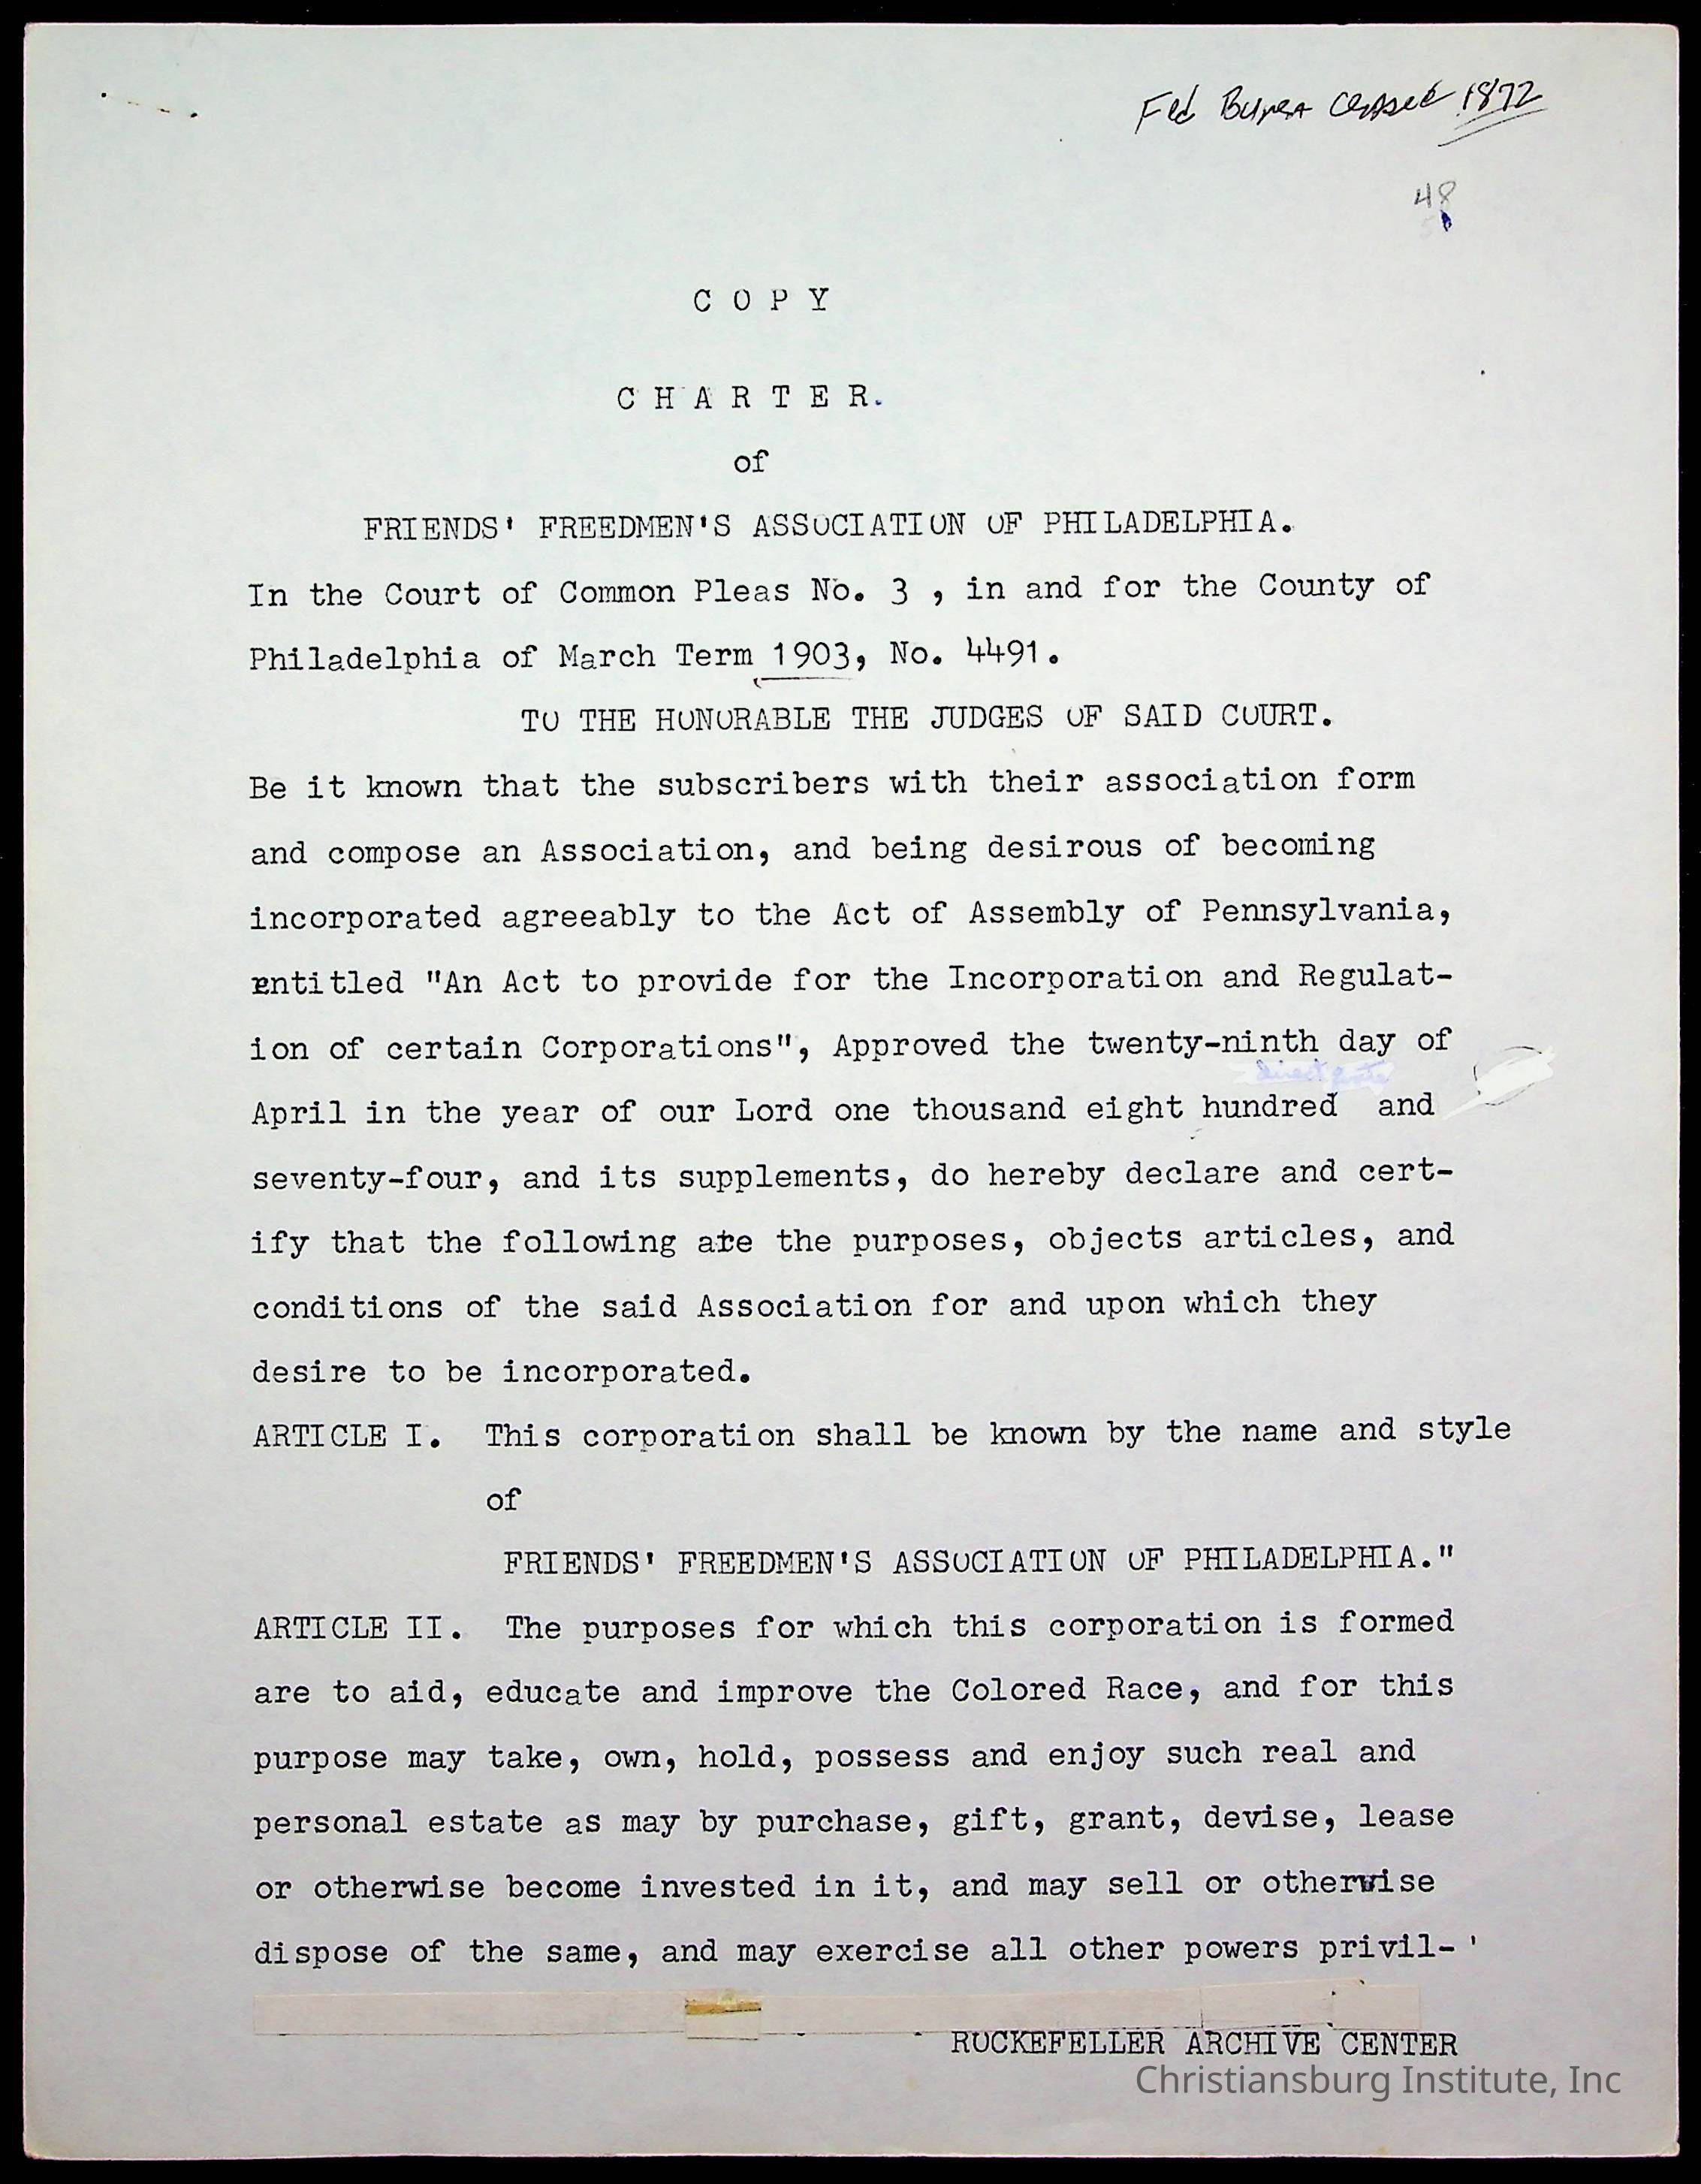 Fed Burea ceased 1872
48
C O P Y
C H A R T E R.
of
FRIENDS' FREEDMEN'S ASSOCIATION OF PHILADELPHIA.
In the Court of Common Pleas No. 3 , in and for the County of
Philadelphia of March Term 1903, No. 4491.
TO THE HONORABLE THE JUDGES OF SAID COURT.
Be it known that the subscribers with their association form
and compose an Association, and being desirous of becoming
incorporated agreeably to the Act of Assembly of Pennsylvania,
entitled "An Act to provide for the Incorporation and Regulat-
ion of certain Corporations", Approved the twenty-ninth day of
April in the year of our Lord one thousand eight hundred and
seventy-four, and its supplements, do hereby declare and cert-
ify that the following are the purposes, objects articles, and
conditions of the said Association for and upon which they
desire to be incorporated.
ARTICLE I. This corporation shall be known by the name and style
of
FRIENDS' FREEDMEN'S ASSOCIATION OF PHILADELPHIA."
ARTICLE II. The purposes for which this corporation is formed
are to aid, educate and improve the Colored Race, and for this
purpose may take, own, hold, possess and enjoy such real and
personal estate as may by purchase, gift, grant, devise, lease
or otherwise become invested in it, and may sell or otherwise
dispose of the same, and may exercise all other powers privil-'
ROCKEFELLER ARCHIVE CENTER
Christiansburg Institute, Inc